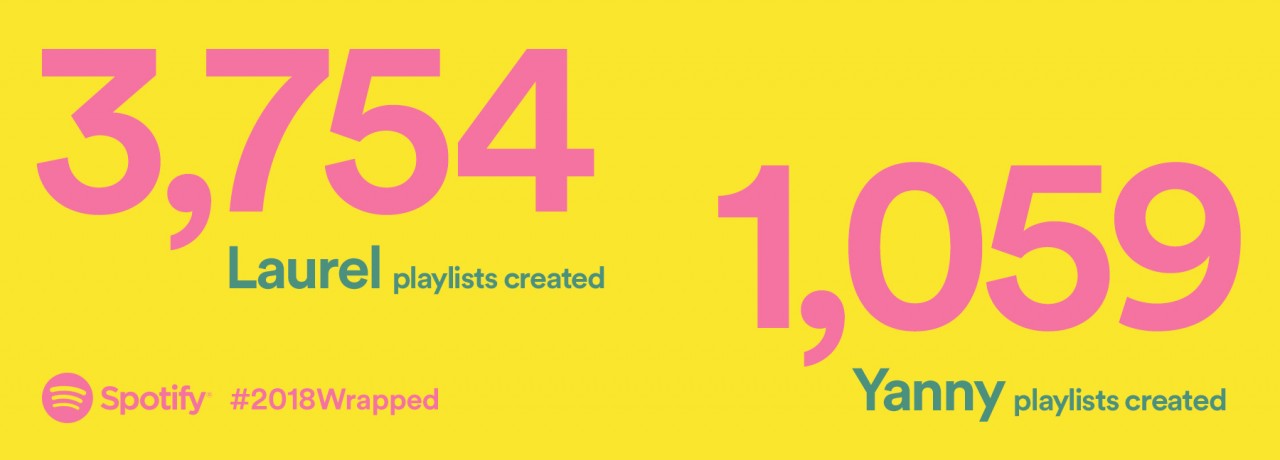 3,754
Laurel playlists created
1,059
Yanny playlists created
Spotify® #2018Wrapped